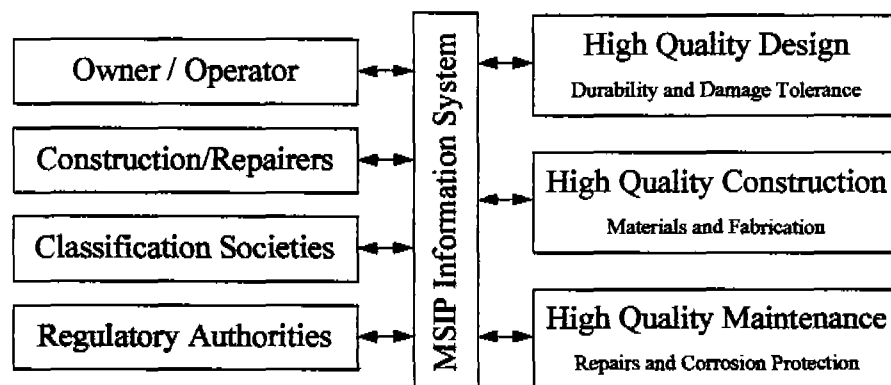 Owner / Operator
Construction/Repairers
Classification Societies
Regulatory Authorities
MSIP Information System
High Quality Design
Durability and Damage Tolerance
High Quality Construction
Materials and Fabrication
High Quality Maintenance
Repairs and Corrosion Protection